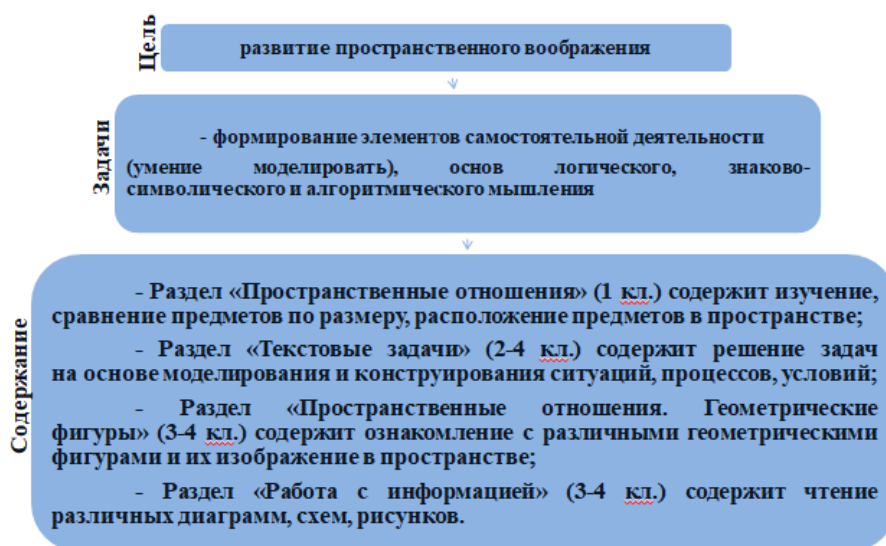 Цель
развитие пространственного воображения
Задачи
- формирование элементов самостоятельной деятельности
(умение моделировать), основ логического, знаково-
символического и алгоритмического мышления
Содержание
- Раздел «Пространственные отношения» (1 кл.) содержит изучение,
сравнение предметов по размеру, расположение предметов в пространстве;
- Раздел «Текстовые задачи» (2-4 кл.) содержит решение задач
на основе моделирования и конструирования ситуаций, процессов, условий;
- Раздел «Пространственные отношения. Геометрические
фигуры» (3-4 кл.) содержит ознакомление с различными геометрическими
фигурами и их изображение в пространстве;
- Раздел «Работа с информацией» (3-4 кл.) содержит чтение
различных диаграмм, схем, рисунков.